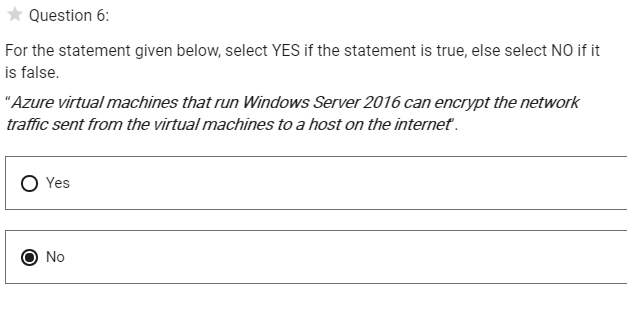 Question 6:
For the statement given below, select YES if the statement is true, else select NO if it
is false.
"Azure virtual machines that run Windows Server 2016 can encrypt the network
traffic sent from the virtual machines to a host on the internet".
Yes
No